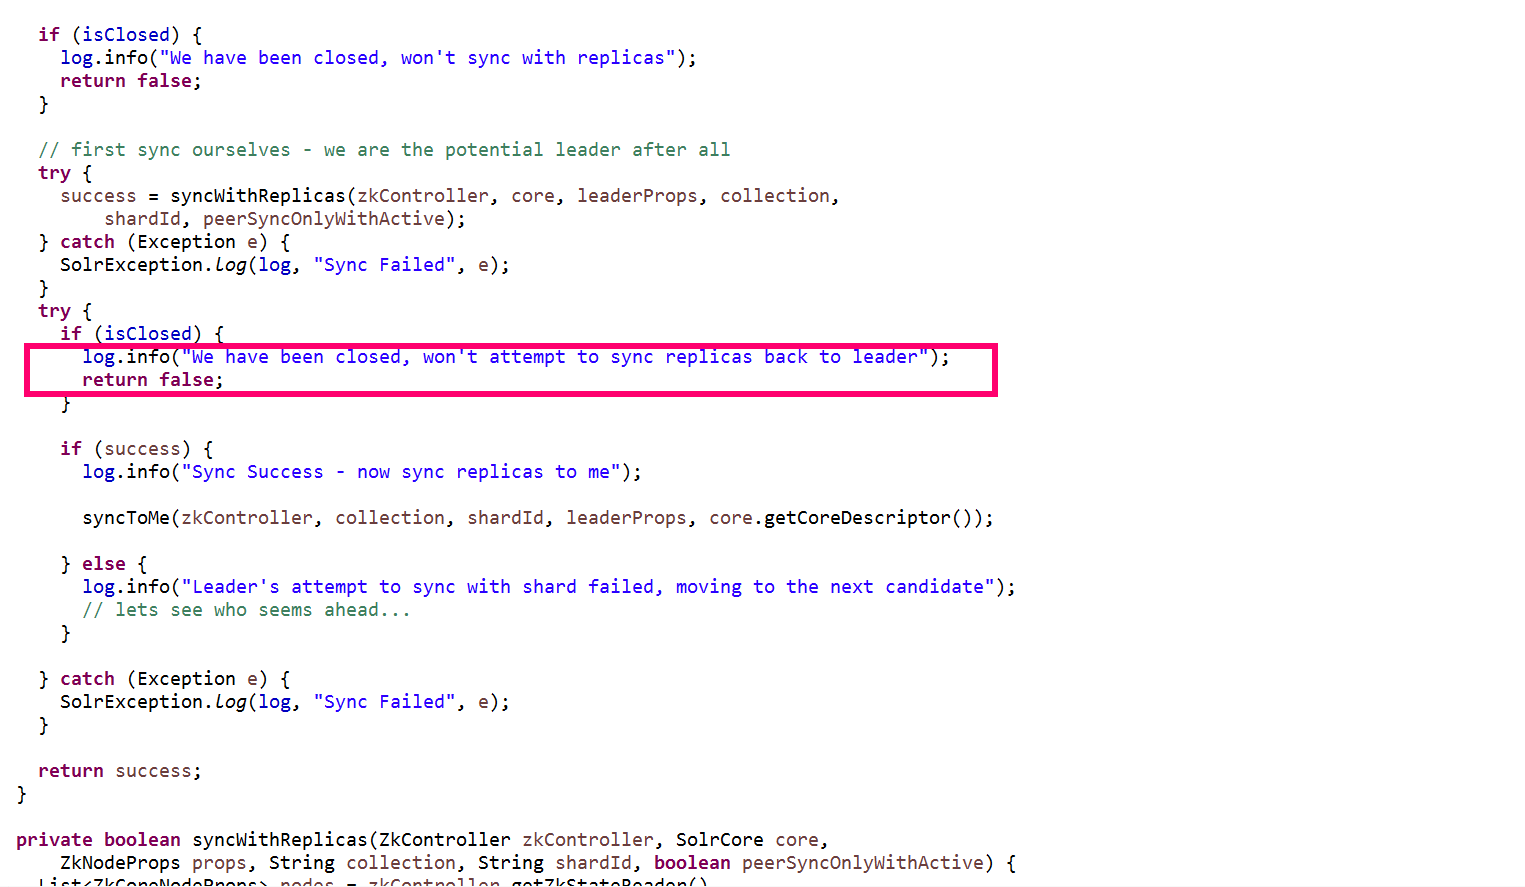 if (isClosed) {
log.info("We have been closed, won't sync with replicas");
return false;
}
// first sync ourselves - we are the potential leader after all
try {
success = syncWithReplicas(zkController, core, leaderProps, collection,
shardId, peerSyncOnlyWithActive);
} catch (Exception e) {
SolrException.log(log, "Sync Failed", e);
}
try {
if (isClosed) {
log.info("We have been closed, won't attempt to sync replicas back to leader");
return false;
}
if (success) {
log.info("Sync Success - now sync replicas to me");
syncToMe(zkController, collection, shardId, leaderProps, core.getCoreDescriptor());
} else {
log.info("Leader's attempt to sync with shard failed, moving to the next candidate");
// lets see who seems ahead...
}
} catch (Exception e) {
SolrException.log(log, "Sync Failed", e);
}
return success;
}
private boolean syncWithReplicas(ZkController zkController, SolrCore core,
ZkNodeProps props, String collection, String shardId, boolean peerSyncOnlyWithActive) {
List<ZkCoreNodeProps> nodes = zkController.getZkStateReader()